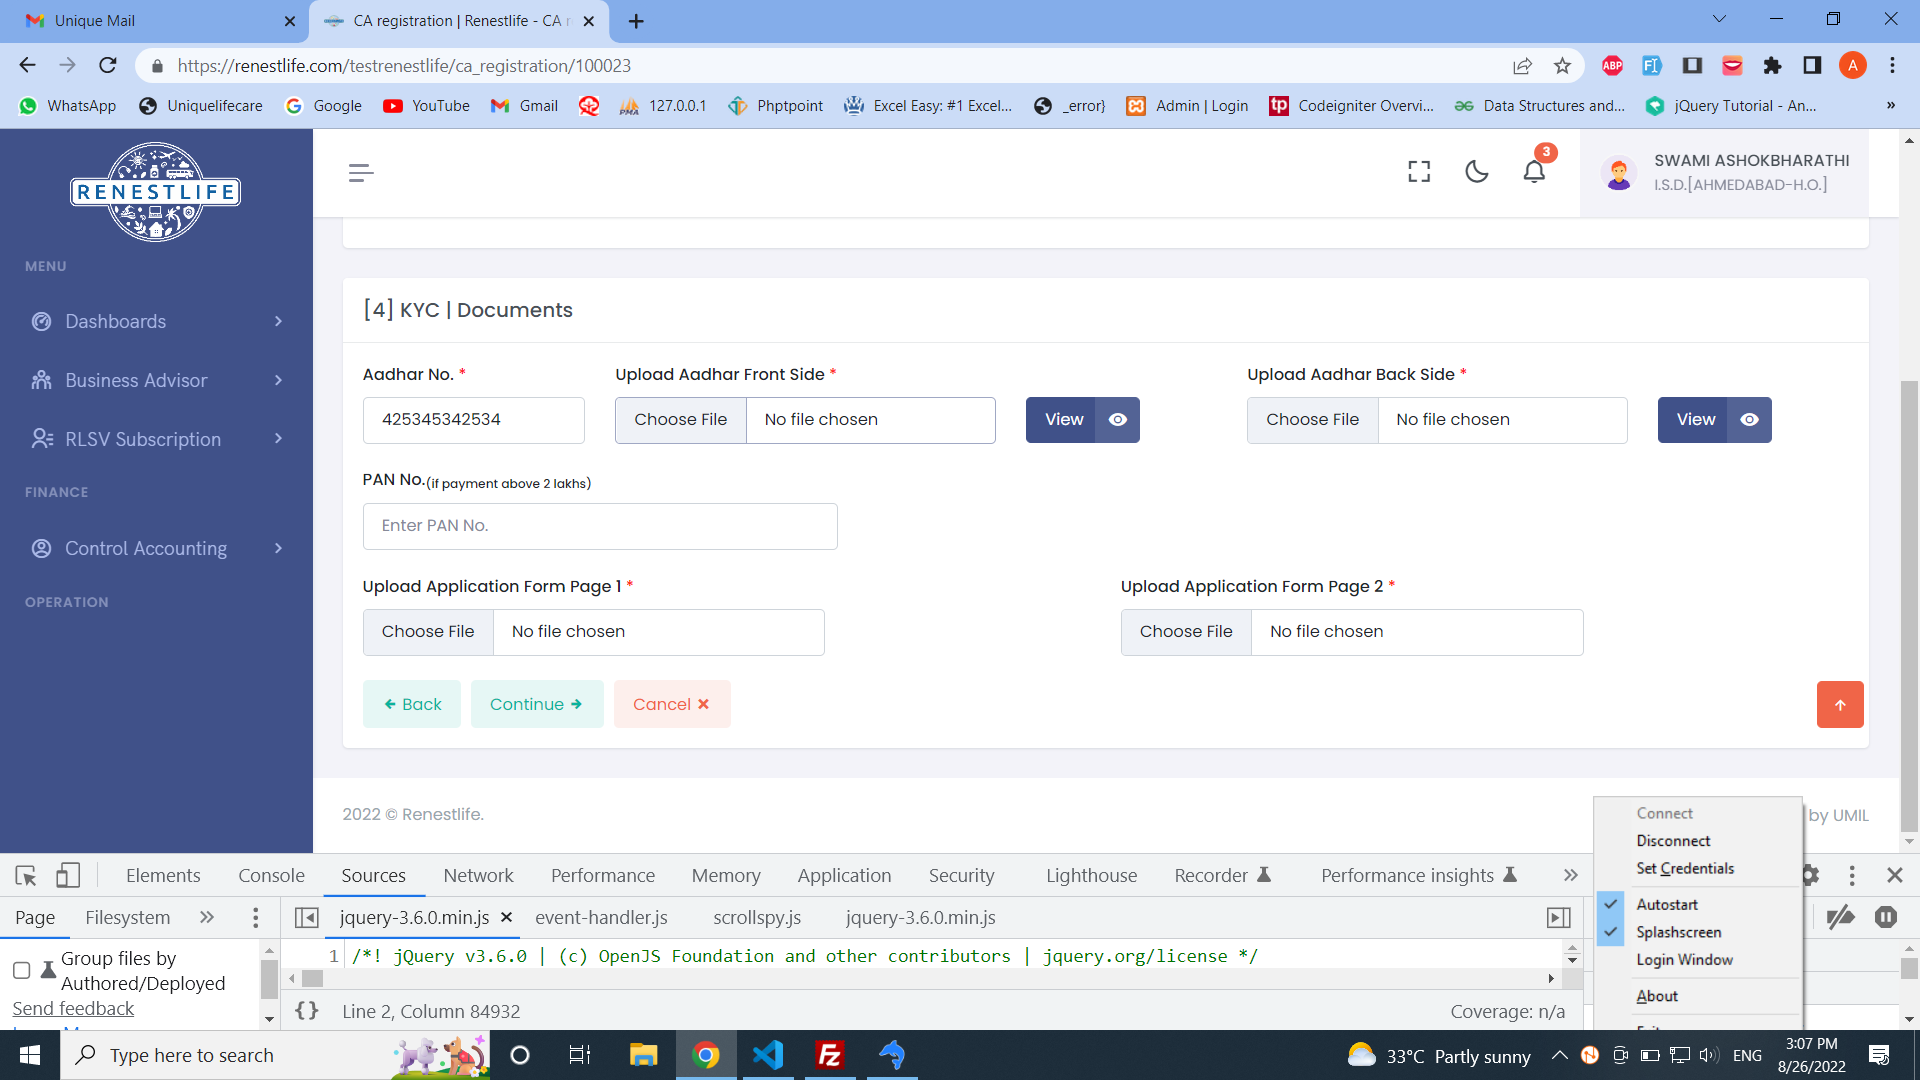 Unique Mail
CA registration | Renestlife - CA r
https://renestlife.com/testrenestlife/ca_registration/100023
ABP
A
WhatsApp
Uniquelifecare
Google
YouTube
Gmail
PMA
127.0.0.1
Phptpoint
Excel Easy: #1 Excel...
_error}
Admin | Login
tp
Codeigniter Overvi...
Data Structures and...
jQuery Tutorial - An...
»
RENESTLIFE
MENU
Dashboards
Business Advisor
RLSV Subscription
FINANCE
Control Accounting
OPERATION
3
SWAMI ASHOKBHARATHI
I.S.D.[AHMEDABAD-H.O.]
[4] KYC | Documents
Aadhar No. *
Upload Aadhar Front Side *
Upload Aadhar Back Side *
425345342534
Choose File No file chosen
View
Choose File No file chosen
View
PAN No.(if payment above 2 lakhs)
Enter PAN No.
Upload Application Form Page 1 *
Upload Application Form Page 2 *
Choose File No file chosen
Choose File No file chosen
Back
Continue
Cancel
2022 © Renestlife.
by UMIL
Connect
Disconnect
Set Credentials
Autostart
Splashscreen
Login Window
About
Elements
Console
Sources
Network
Performance
Memory
Application
Security
Lighthouse
Recorder
Performance insights
»
Page
Filesystem
»
jquery-3.6.0.min.js
event-handler.js
scrollspy.js
jquery-3.6.0.min.js
Group files by
Authored/Deployed
Send feedback
1 /*! jQuery v3.6.0 | (c) OpenJS Foundation and other contributors | jquery.org/license */
{} Line 2, Column 84932
Coverage: n/a
Type here to search
33°C Partly sunny
ENG
3:07 PM
8/26/2022